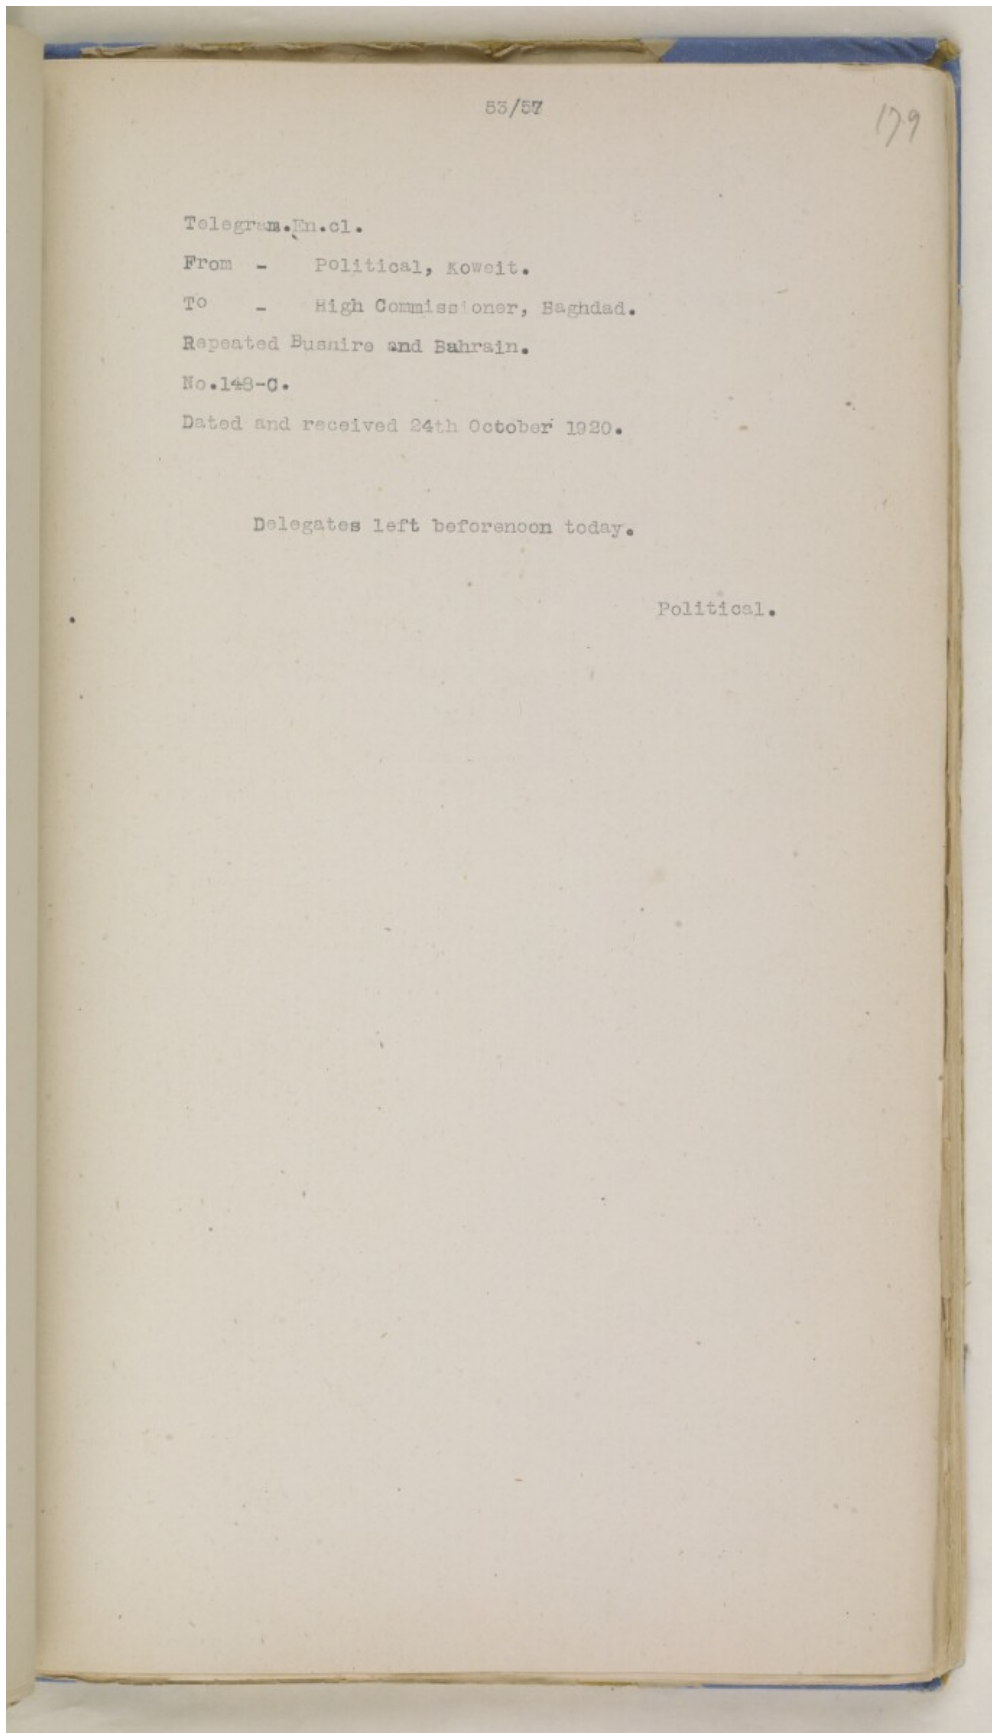 53/57
179
Telegram.En.cl.
From - Political, Koweit.
To - High Commissioner, Baghdad.
Repeated Bushire and Bahrain.
No.148-C.
Dated and received 24th October 1920.
Delegates left beforenoon today.
Political.